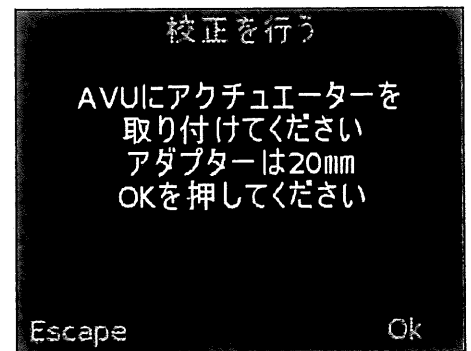 校正を行う
AVUにアクチュエーターを
取り付けてください
アダプターは20mm
OKを押してください
Escape
Ok